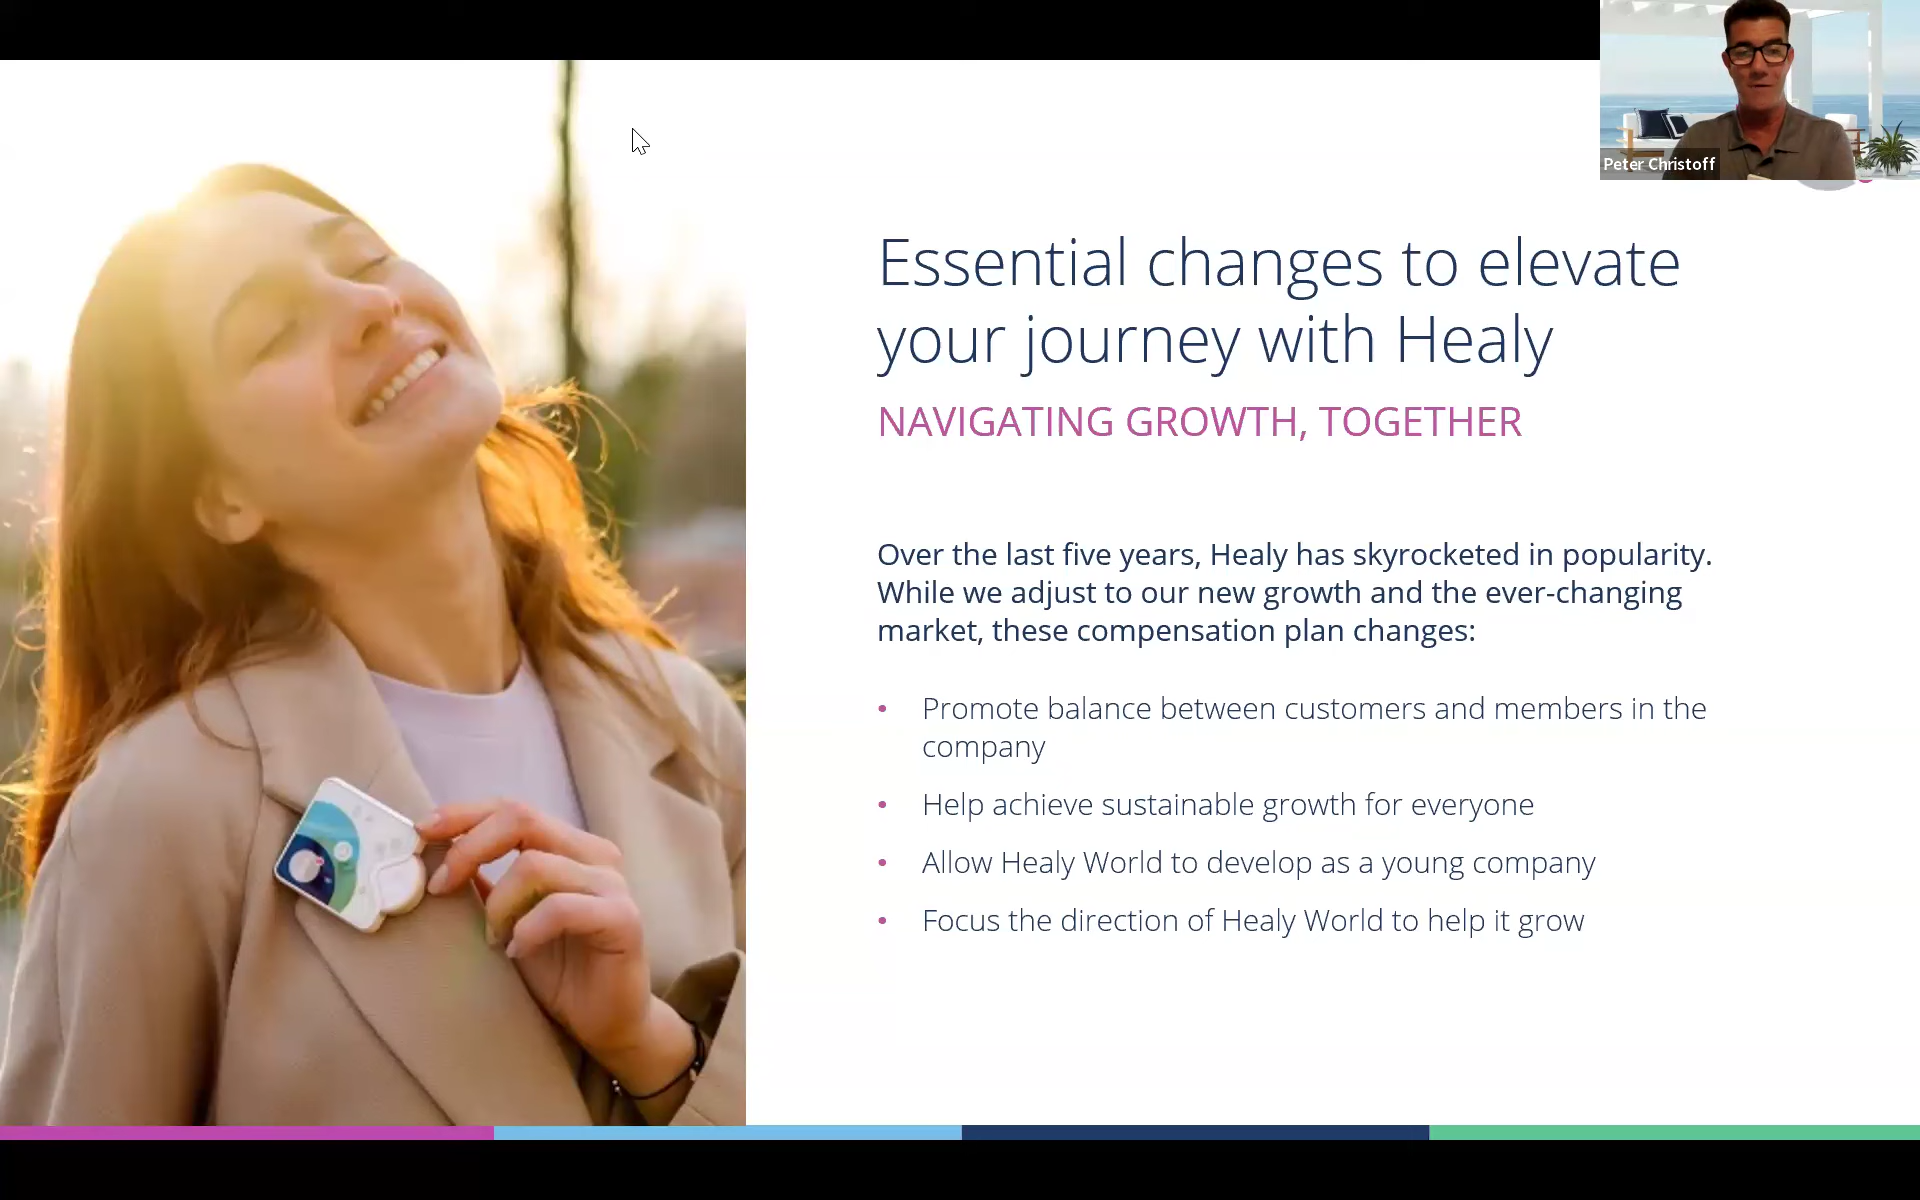 Peter Christoff
Essential changes to elevate
your journey with Healy
NAVIGATING GROWTH, TOGETHER
Over the last five years, Healy has skyrocketed in popularity.
While we adjust to our new growth and the ever-changing
market, these compensation plan changes:
• Promote balance between customers and members in the
company
• Help achieve sustainable growth for everyone
• Allow Healy World to develop as a young company
• Focus the direction of Healy World to help it grow